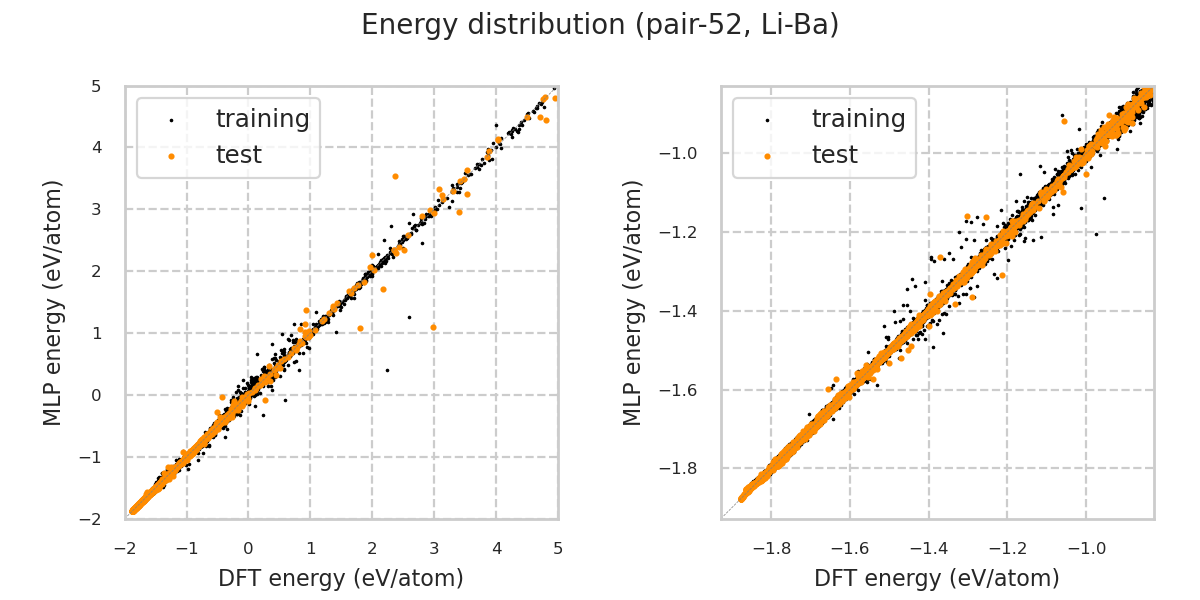 Energy distribution (pair-52, Li-Ba)
training
test
5
4
3
2
1
0
−1
−2
−2
−1
0
1
2
3
4
5
MLP energy (eV/atom)
DFT energy (eV/atom)
training
test
−1.0
−1.2
−1.4
−1.6
−1.8
−1.8
−1.6
−1.4
−1.2
−1.0
MLP energy (eV/atom)
DFT energy (eV/atom)